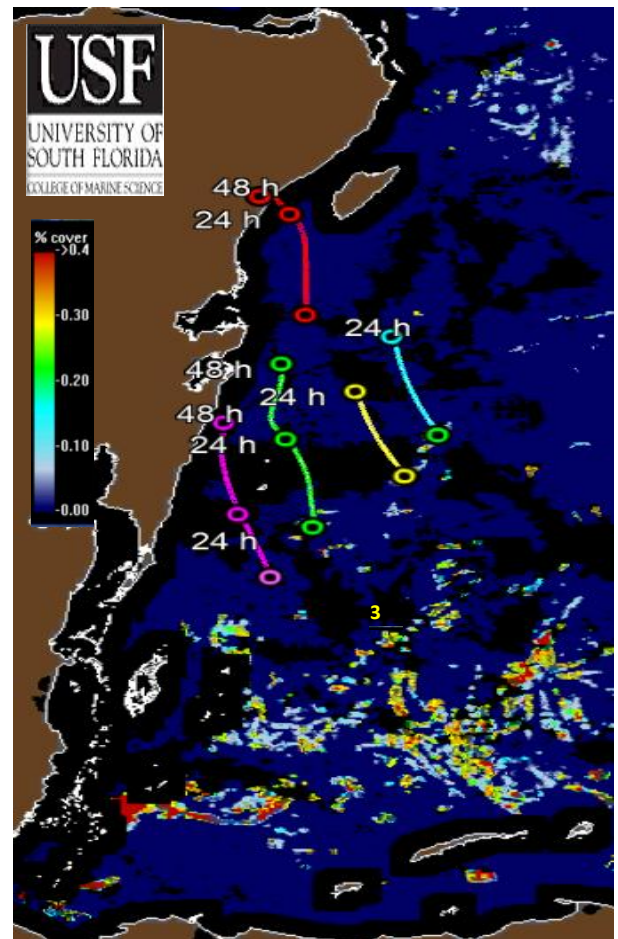 USF
UNIVERSITY OF
SOUTH FLORIDA
COLLEGE OF MARINE SCIENCE
48 h
24 h
% cover
->0.4
-0.30
-0.20
-0.10
-0.00
24 h
48 h
24 h
48 h
24 h
24 h
3